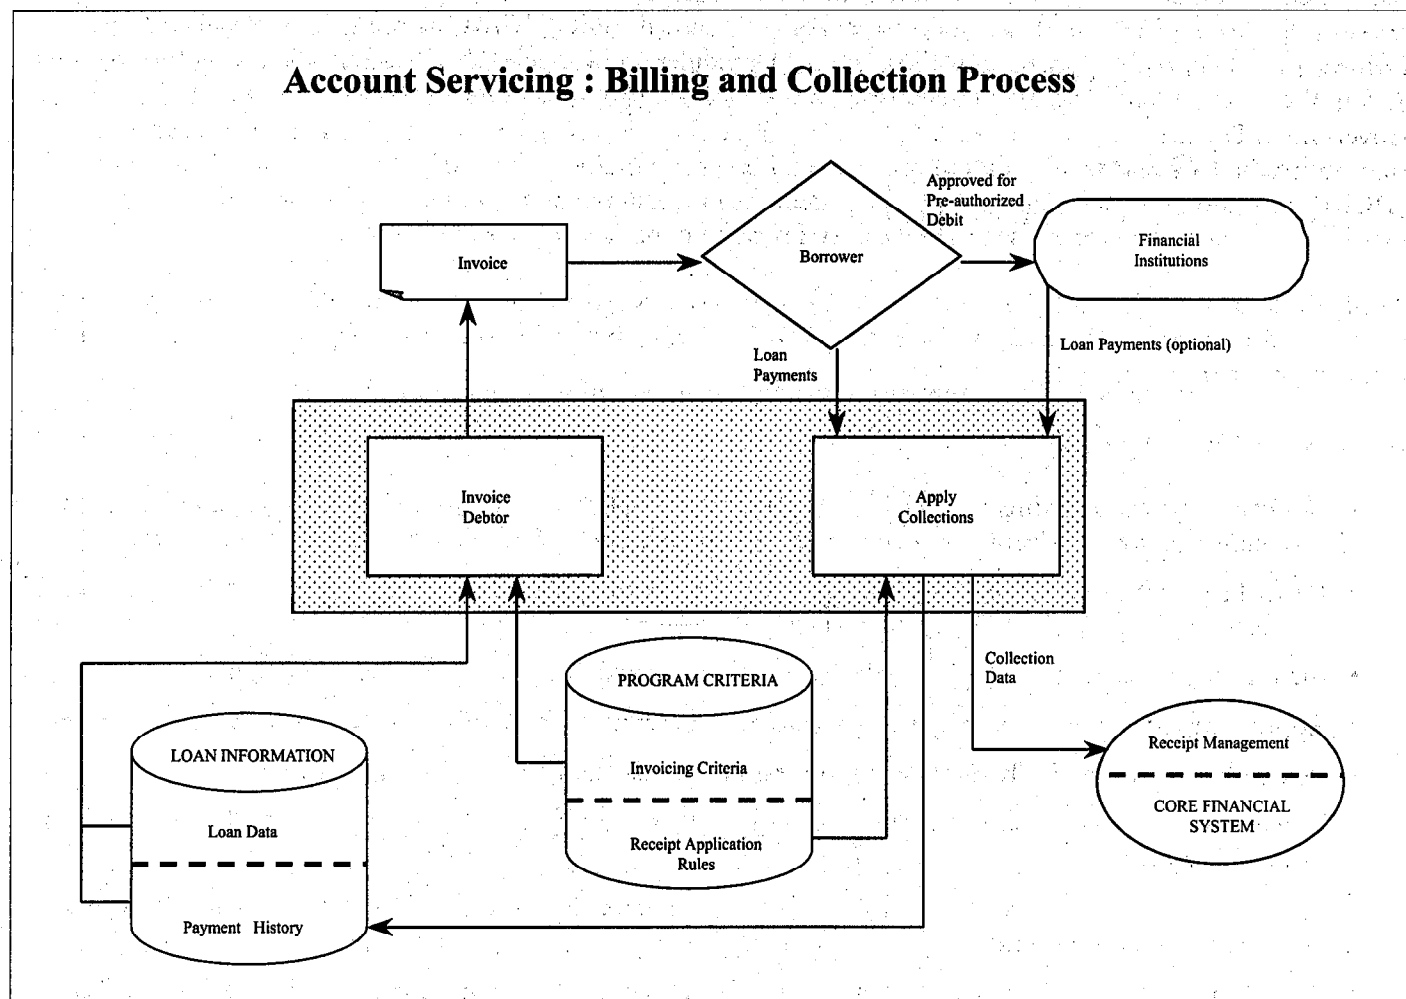 Account Servicing : Billing and Collection Process
Approved for
Pre-authorized
Debit
Invoice
Borrower
Financial
Institutions
Loan
Payments
Loan Payments (optional)
Invoice
Debtor
Apply
Collections
Collection
Data
PROGRAM CRITERIA
Invoicing Criteria
Receipt Application
Rules
LOAN INFORMATION
Loan Data
Payment History
Receipt Management
CORE FINANCIAL
SYSTEM